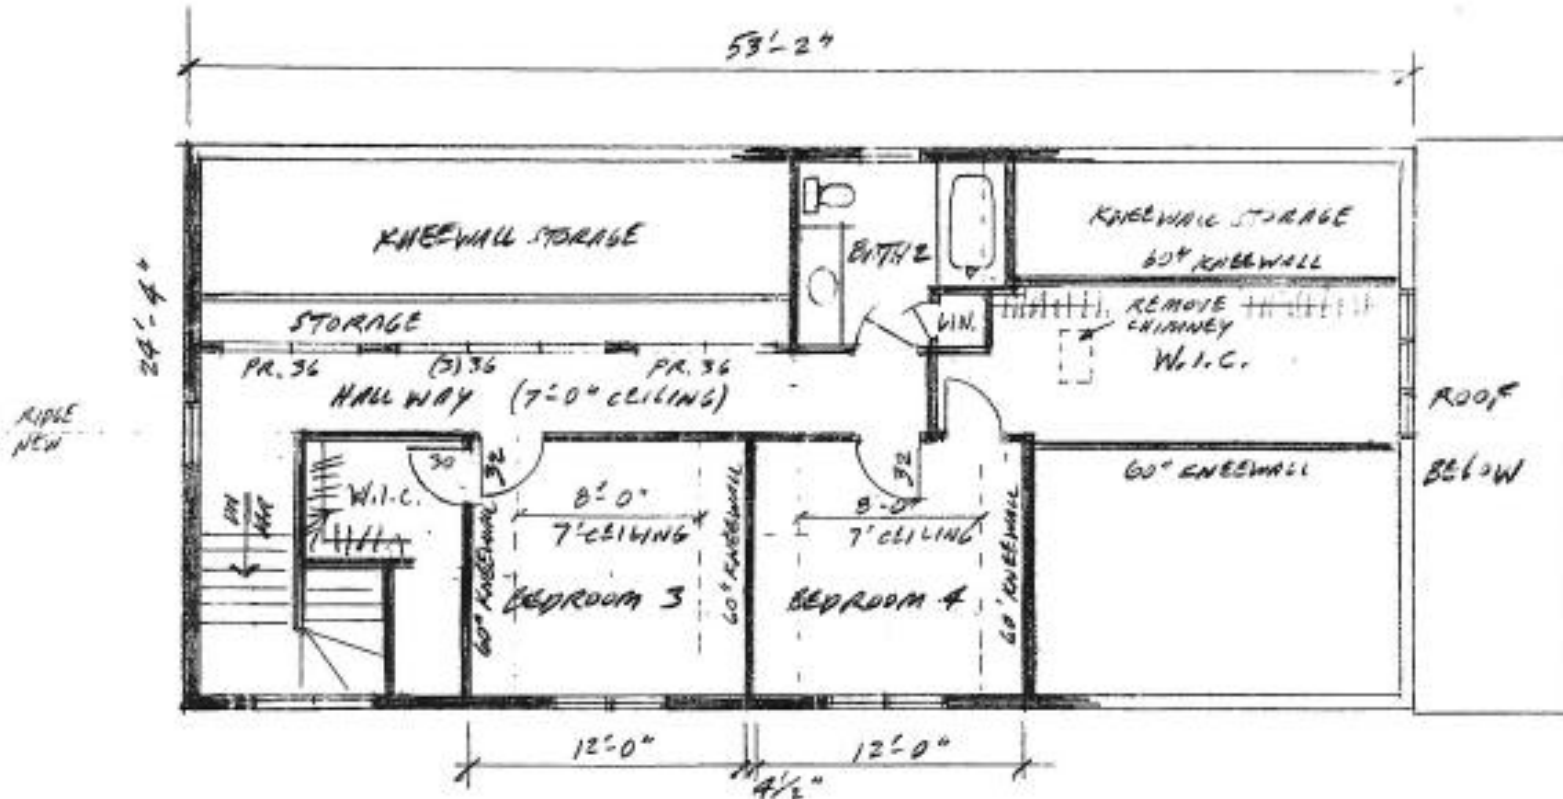 53'-2"
KNEEWALL STORAGE
BATH 2
KNEEWALL STORAGE
60" KNEEWALL
24'-4"
STORAGE
LIN.
REMOVE
CHIMNEY
W.I.C.
PR. 36
(3) 36
PR. 36
HALL WAY (7'-0" CEILING)
ROOF
BELOW
RIDGE
NEW
30
32
32
W.I.C.
DN
8'-0"
7' CEILING
8'-0"
7' CEILING
60" KNEEWALL
60" KNEEWALL
60" KNEEWALL
60" KNEEWALL
BEDROOM 3
BEDROOM 4
12'-0"
12'-0"
4 1/2"